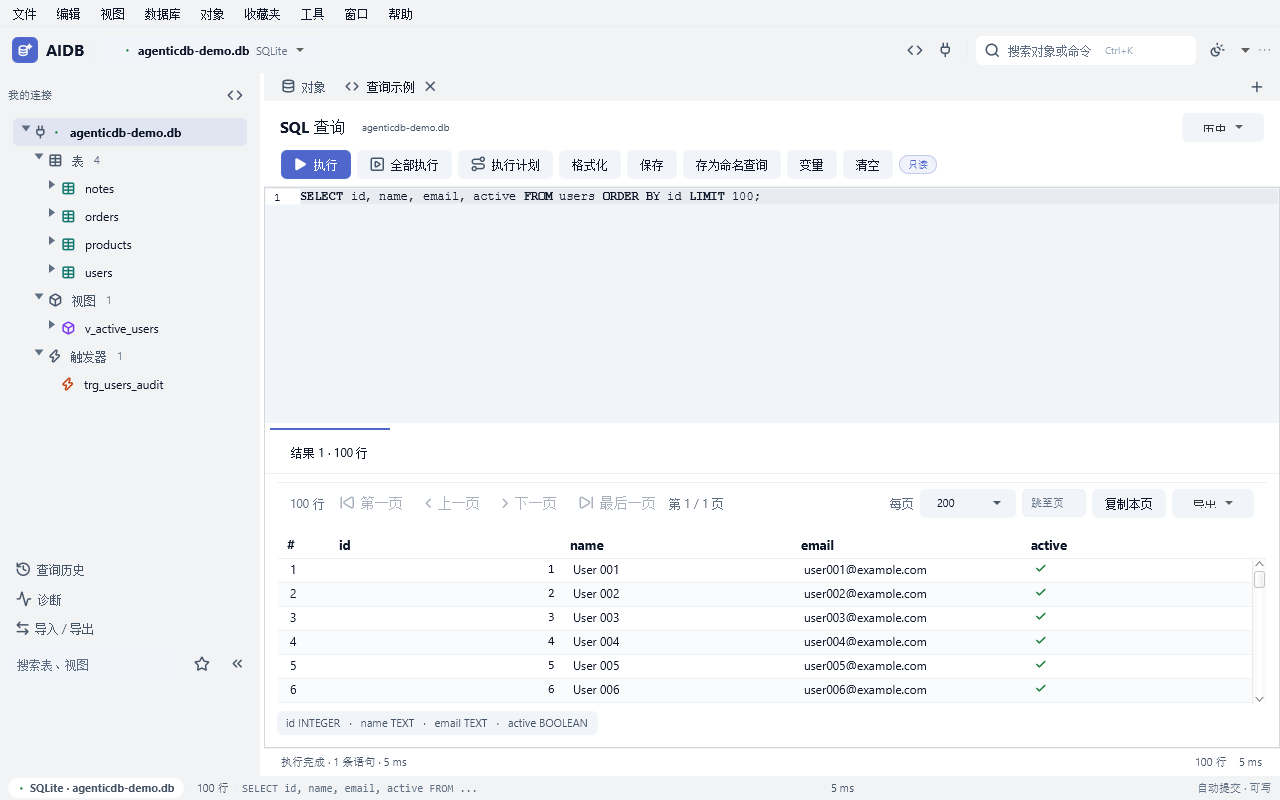 文件 编辑 视图 数据库 对象 收藏夹 工具 窗口 帮助
AIDB · agenticdb-demo.db SQLite 搜索对象或命令 Ctrl+K
我的连接
agenticdb-demo.db
表 4
notes
orders
products
users
视图 1
v_active_users
触发器 1
trg_users_audit
查询历史
诊断
导入 / 导出
搜索表、视图
对象 查询示例
SQL 查询 agenticdb-demo.db 历史
执行 全部执行 执行计划 格式化 保存 存为命名查询 变量 清空 只读
1 SELECT id, name, email, active FROM users ORDER BY id LIMIT 100;
结果 1 · 100 行
100 行 第一页 上一页 下一页 最后一页 第 1 / 1 页 每页 200 跳至页 复制本页 导出
# id name email active
1 1 User 001 user001@example.com
2 2 User 002 user002@example.com
3 3 User 003 user003@example.com
4 4 User 004 user004@example.com
5 5 User 005 user005@example.com
6 6 User 006 user006@example.com
id INTEGER · name TEXT · email TEXT · active BOOLEAN
执行完成 · 1 条语句 · 5 ms 100 行 5 ms
· SQLite · agenticdb-demo.db 100 行 SELECT id, name, email, active FROM ... 5 ms 自动提交 · 可写